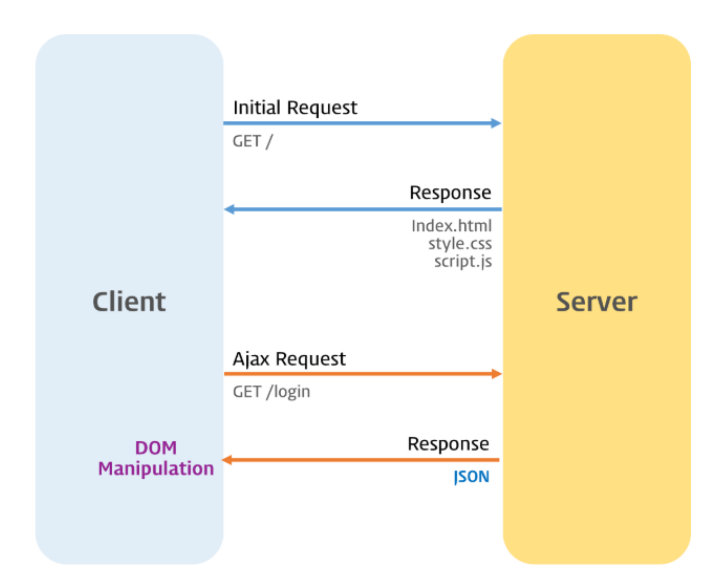 Initial Request
GET /
Response
Index.html
style.css
script.js
Client
Server
Ajax Request
GET /login
Response
JSON
DOM
Manipulation